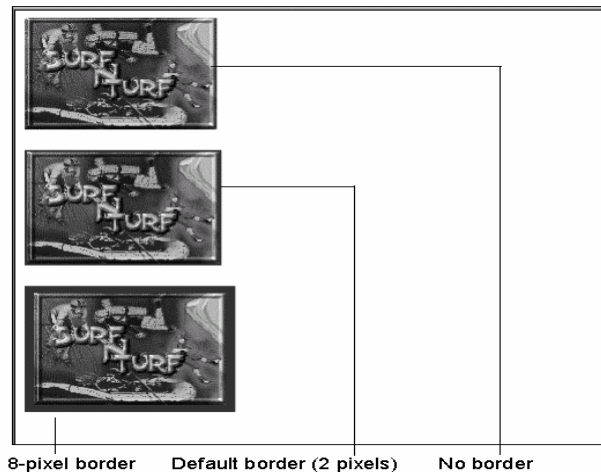 SURF
N
TURF
SURF
N
TURF
SURF
N
TURF
8-pixel border Default border (2 pixels) No border